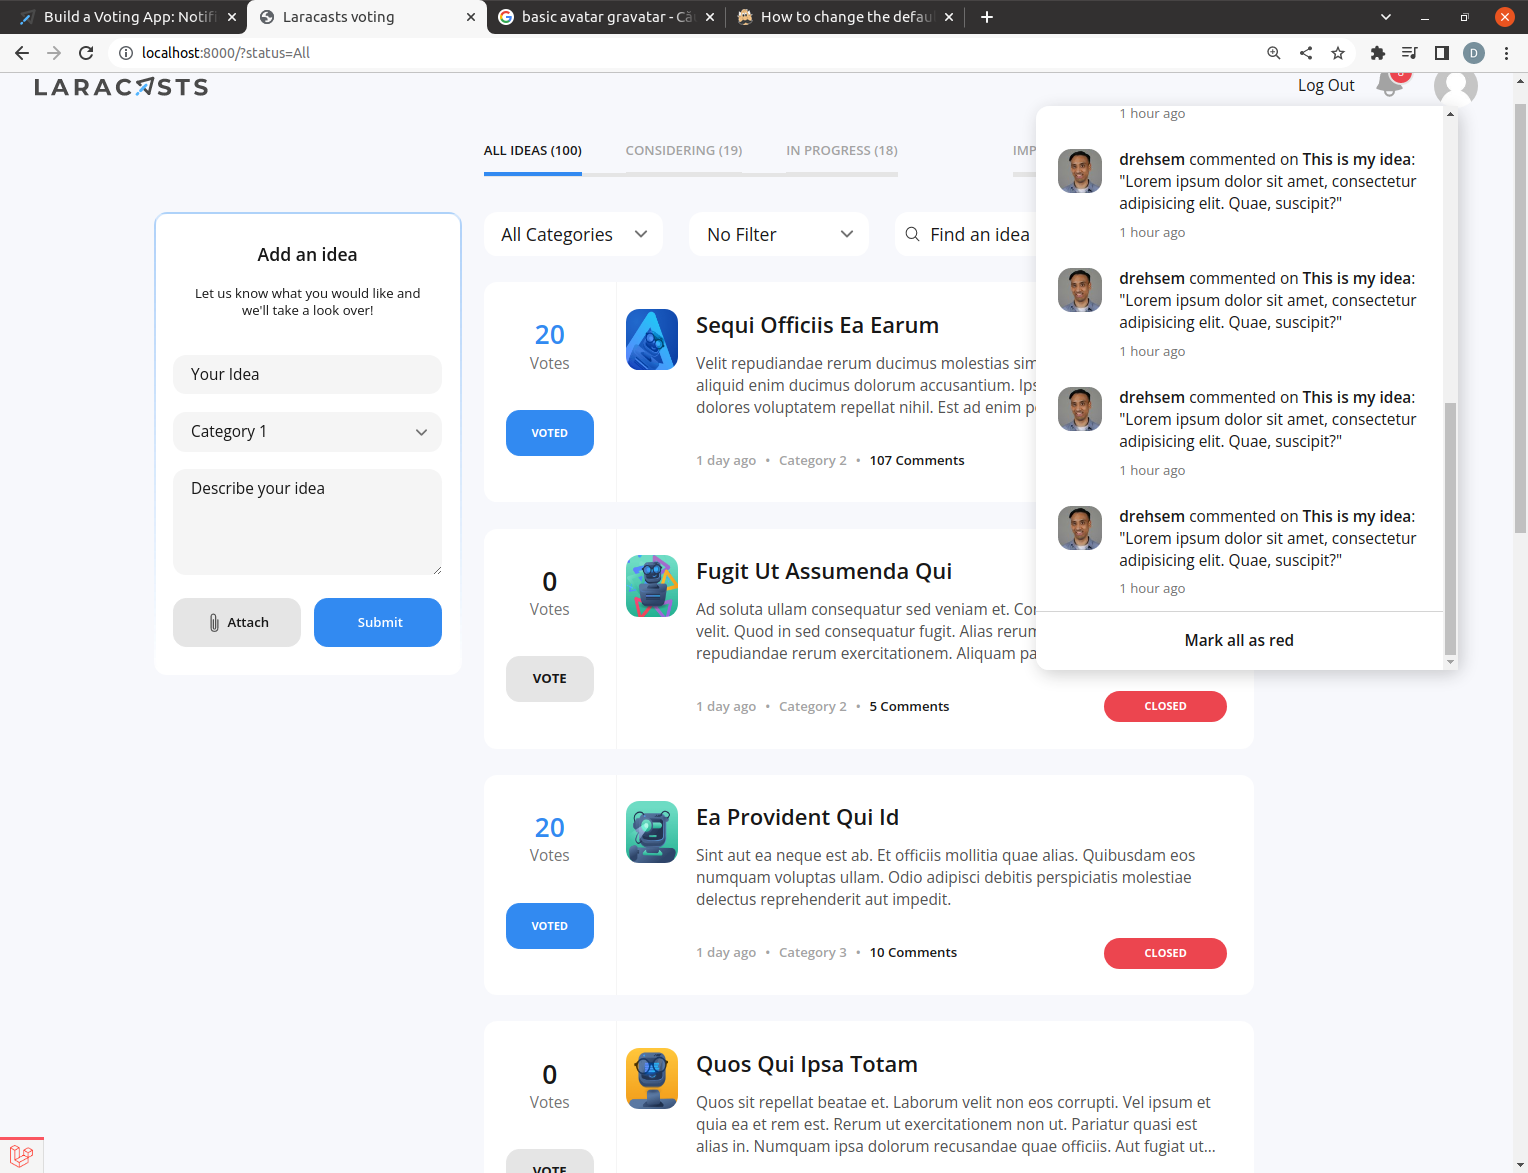 Build a Voting App: Notifi
Laracasts voting
basic avatar gravatar - Că
How to change the defau
localhost:8000/?status=All
D
LARACASTS
Log Out
ALL IDEAS (100)
CONSIDERING (19)
IN PROGRESS (18)
IMP
Add an idea
Let us know what you would like and
we'll take a look over!
Your Idea
Category 1
Describe your idea
Attach
Submit
All Categories
No Filter
Find an idea
20
Votes
VOTED
Sequi Officiis Ea Earum
Velit repudiandae rerum ducimus molestias sim
aliquid enim ducimus dolorum accusantium. Ips
dolores voluptatem repellat nihil. Est ad enim p
1 day ago • Category 2 • 107 Comments
0
Votes
VOTE
Fugit Ut Assumenda Qui
Ad soluta ullam consequatur sed veniam et. Cor
velit. Quod in sed consequatur fugit. Alias rerum
repudiandae rerum exercitationem. Aliquam pa
1 day ago • Category 2 • 5 Comments
CLOSED
20
Votes
VOTED
Ea Provident Qui Id
Sint aut ea neque est ab. Et officiis mollitia quae alias. Quibusdam eos
numquam voluptas ullam. Odio adipisci debitis perspiciatis molestiae
delectus reprehenderit aut impedit.
1 day ago • Category 3 • 10 Comments
CLOSED
0
Votes
VOTE
Quos Qui Ipsa Totam
Quos sit repellat beatae et. Laborum velit non eos corrupti. Vel ipsum et
quia ea et rem est. Rerum ut exercitationem non ut. Pariatur quasi est
alias in. Numquam ipsa dolorum recusandae quae officiis. Aut fugiat ut...
1 hour ago
drehsem commented on This is my idea:
"Lorem ipsum dolor sit amet, consectetur
adipisicing elit. Quae, suscipit?"
1 hour ago
drehsem commented on This is my idea:
"Lorem ipsum dolor sit amet, consectetur
adipisicing elit. Quae, suscipit?"
1 hour ago
drehsem commented on This is my idea:
"Lorem ipsum dolor sit amet, consectetur
adipisicing elit. Quae, suscipit?"
1 hour ago
drehsem commented on This is my idea:
"Lorem ipsum dolor sit amet, consectetur
adipisicing elit. Quae, suscipit?"
1 hour ago
Mark all as red